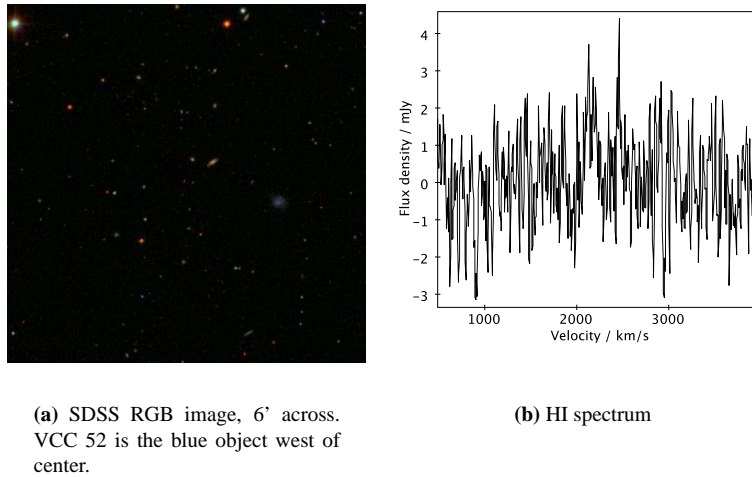 4
3
2
1
0
-1
-2
-3
Flux density / mJy
1000
2000
3000
Velocity / km/s
(a) SDSS RGB image, 6’ across.
VCC 52 is the blue object west of
center.
(b) HI spectrum